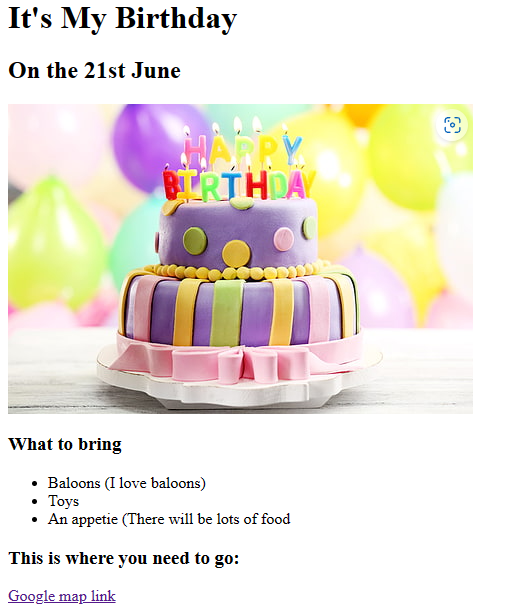 It's My Birthday
On the 21st June
HAPPY
BIRTHDAY
What to bring
Baloons (I love baloons)
Toys
An appetie (There will be lots of food
This is where you need to go:
Google map link